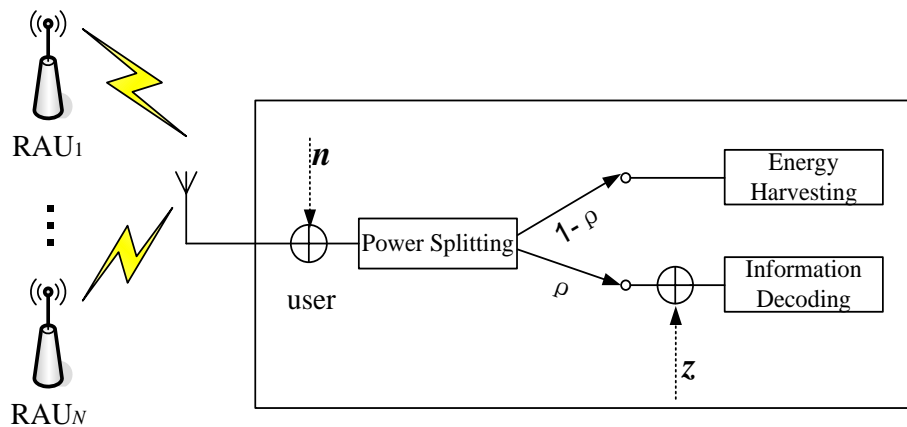 RAU1
n
Energy
Harvesting
1- ρ
Power Splitting
ρ
Information
Decoding
user
z
RAUN